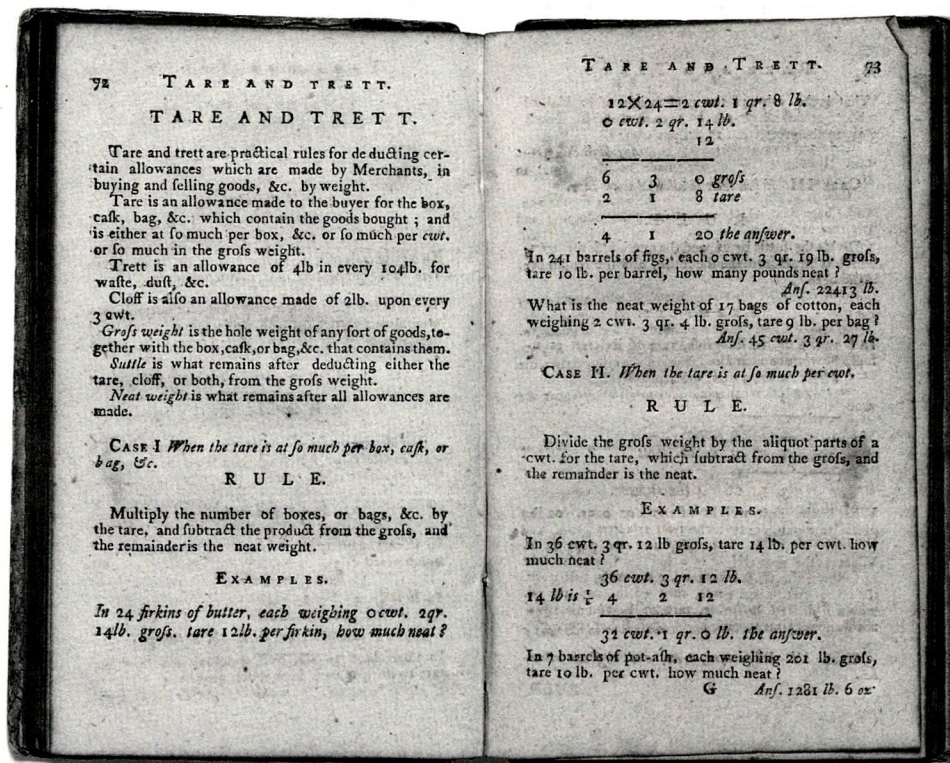 72 TARE AND TRETT.
TARE AND TRETT.
Tare and trett are practical rules for deducting cer-
tain allowances which are made by Merchants, in
buying and ſelling goods, &c. by weight.
Tare is an allowance made to the buyer for the box,
caſk, bag, &c. which contain the goods bought ; and
is either at ſo much per box, &c. or ſo much per cwt.
or ſo much in the groſs weight.
Trett is an allowance of 4lb in every 104lb. for
waſte, duſt, &c.
Cloff is alſo an allowance made of 2lb. upon every
3 cwt.
Groſs weight is the hole weight of any ſort of goods, to-
gether with the box, caſk, or bag, &c. that contains them.
Suttle is what remains after deducting either the
tare, cloff, or both, from the groſs weight.
Neat weight is what remains after all allowances are
made.
CASE I When the tare is at ſo much per box, caſk, or
bag, &c.
RULE.
Multiply the number of boxes, or bags, &c. by
the tare, and ſubtract the product from the groſs, and
the remainder is the neat weight.
EXAMPLES.
In 24 firkins of butter, each weighing 0cwt. 2qr.
14lb. groſs. tare 12lb. per firkin, how much neat ?
TARE AND TRETT. 73
12×24=2 cwt. 1 qr. 8 lb.
0 cwt. 2 qr. 14 lb.
12
6 3 0 groſs
2 1 8 tare
4 1 20 the anſwer.
In 241 barrels of figs, each 0 cwt. 3 qr. 19 lb. groſs,
tare 10 lb. per barrel, how many pounds neat ?
Anſ. 22413 lb.
What is the neat weight of 17 bags of cotton, each
weighing 2 cwt. 3 qr. 4 lb. groſs, tare 9 lb. per bag ?
Anſ. 45 cwt. 3 qr. 27 lb.
CASE II. When the tare is at ſo much per cwt.
RULE.
Divide the groſs weight by the aliquot parts of a
cwt. for the tare, which ſubtract from the groſs, and
the remainder is the neat.
EXAMPLES.
In 36 cwt. 3 qr. 12 lb groſs, tare 14 lb. per cwt. how
much neat ?
36 cwt. 3 qr. 12 lb.
14 lb is 4 2 12
32 cwt. 1 qr. 0 lb. the anſwer.
In 7 barrels of pot-aſh, each weighing 201 lb. groſs,
tare 10 lb. per cwt. how much neat ?
G Anſ. 1281 lb. 6 oz